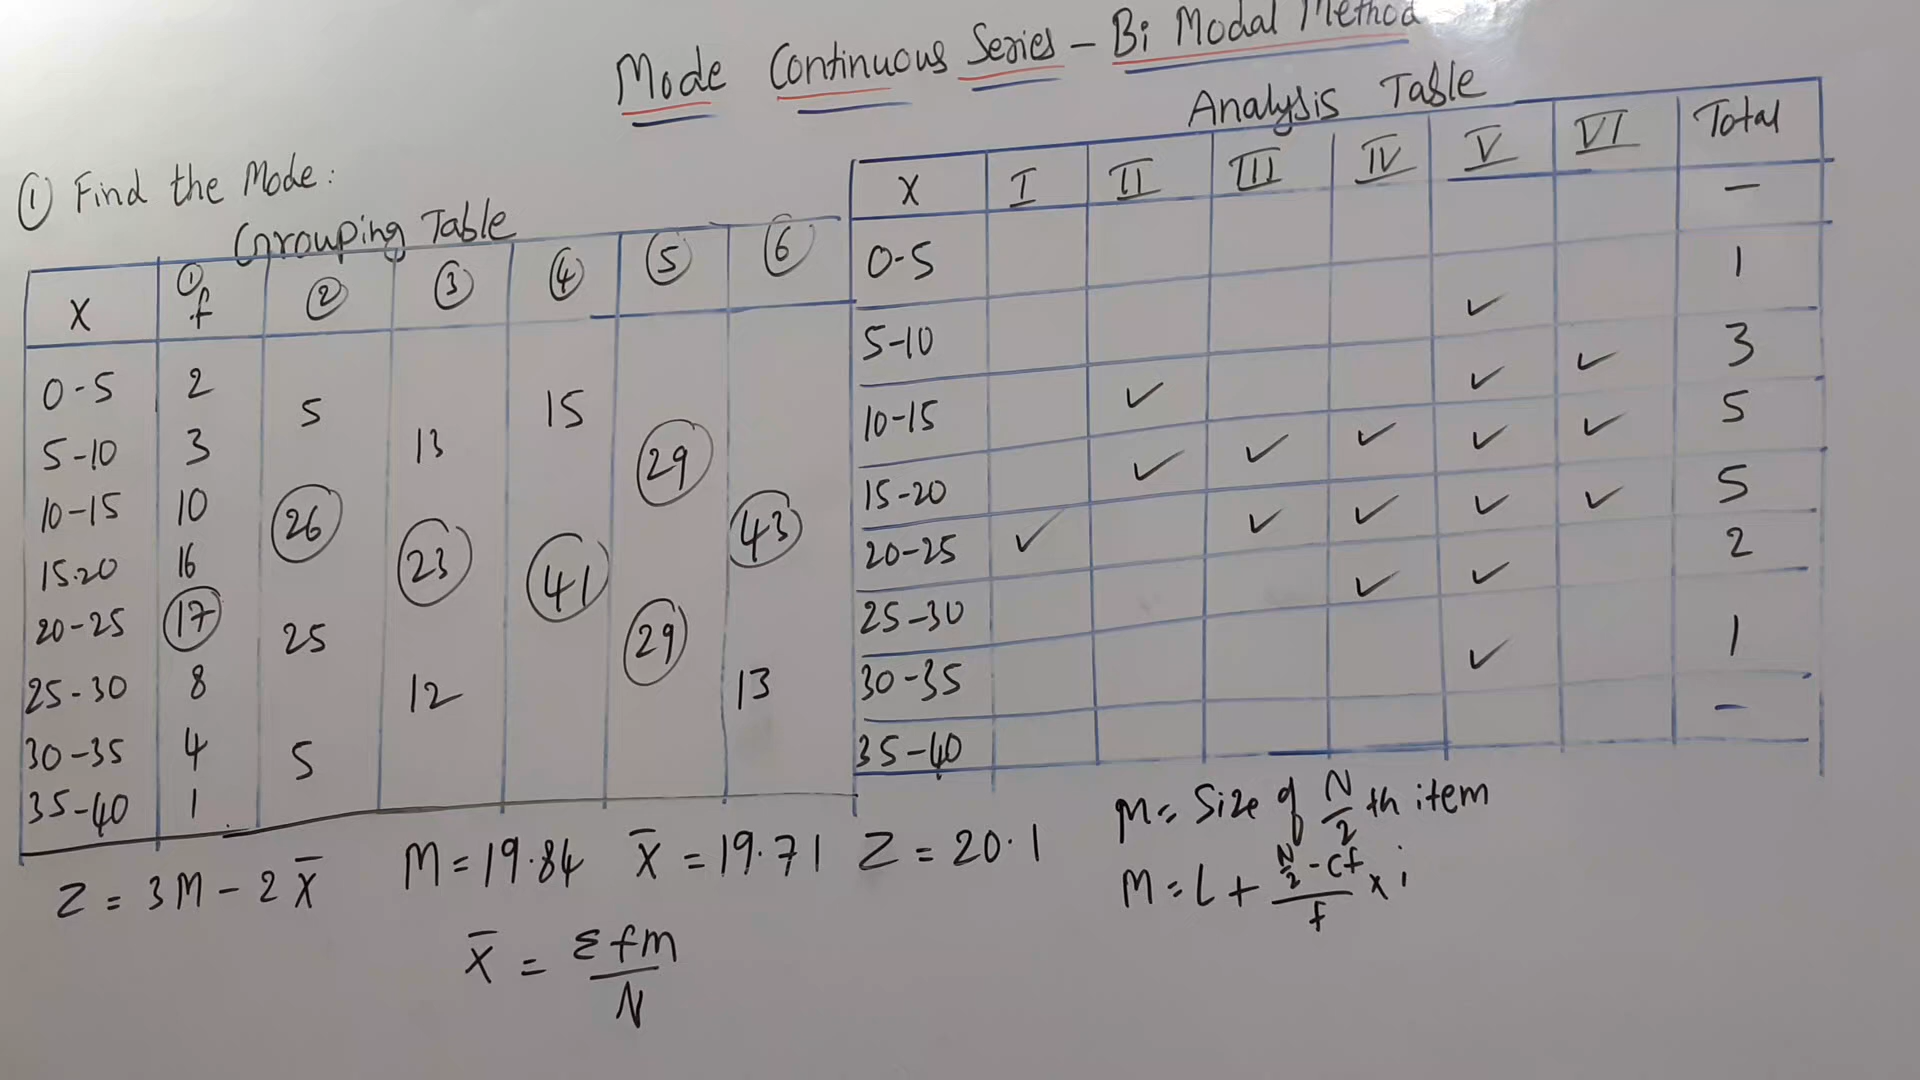 Mode Continuous Series - Bi Modal Method
① Find the Mode:
Grouping Table
X ① f ② ③ ④ ⑤ ⑥
0-5 2
5 15
5-10 3
13 29
10-15 10
26 43
15.20 16
23 41
20-25 17
25 29
25-30 8
12 13
30-35 4
5
35-40 1
Analysis Table
X I II III IV V VI Total
0-5 -
5-10 ✓ 1
10-15 ✓ ✓ ✓ 3
15-20 ✓ ✓ ✓ ✓ ✓ 5
20-25 ✓ ✓ ✓ ✓ ✓ 5
25-30 ✓ ✓ 2
30-35 ✓ 1
35-40 -
Z = 3M - 2X̄ M = 19.84 X̄ = 19.71 Z = 20.1
X̄ = Σfm/N
M = Size of N/2 th item
M = L + (N/2 - cf)/f x i